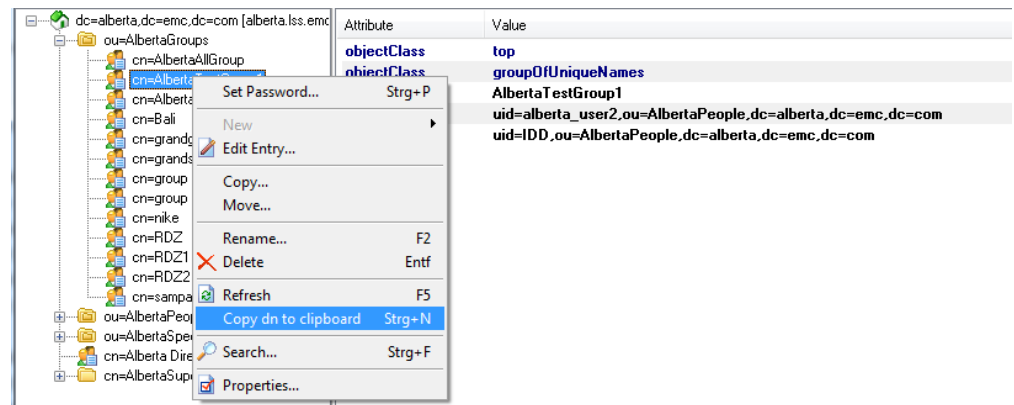 dc=alberta,dc=emc,dc=com [alberta.lss.emc
ou=AlbertaGroups
cn=AlbertaAllGroup
cn=AlbertaTestGroup1
cn=Alberta
cn=Bali
cn=grandc
cn=grands
cn=group
cn=group
cn=nike
cn=RDZ
cn=RDZ1
cn=RDZ2
cn=sampa
ou=AlbertaPeo
ou=AlbertaSpe
cn=Alberta Dire
cn=AlbertaSup
Set Password... Strg+P
New
Edit Entry...
Copy...
Move...
Rename... F2
Delete Entf
Refresh F5
Copy dn to clipboard Strg+N
Search... Strg+F
Properties...
Attribute Value
objectClass top
objectClass groupOfUniqueNames
AlbertaTestGroup1
uid=alberta_user2,ou=AlbertaPeople,dc=alberta,dc=emc,dc=com
uid=IDD,ou=AlbertaPeople,dc=alberta,dc=emc,dc=com